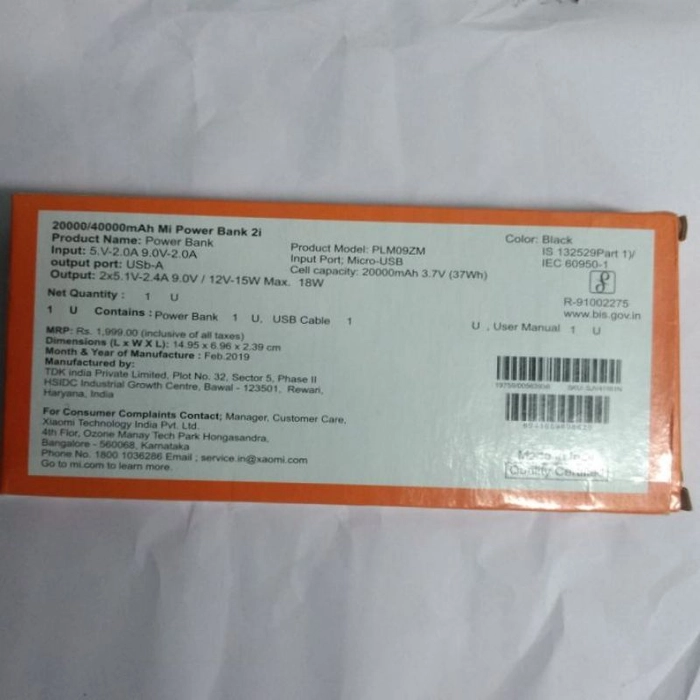 20000/40000mAh Mi Power Bank 2i
Product Name: Power Bank
Input: 5.V-2.0A 9.0V-2.0A
output port: USb-A
Output: 2x5.1V-2.4A 9.0V / 12V-15W Max. 18W
Product Model: PLM09ZM
Input Port; Micro-USB
Cell capacity: 20000mAh 3.7V (37Wh)
Color: Black
IS 132529Part 1)/
IEC 60950-1
R-91002275
www.bis.gov.in
Net Quantity : 1 U
1 U Contains : Power Bank 1 U. USB Cable 1 U , User Manual 1 U
MRP: Rs. 1,999.00 (inclusive of all taxes)
Dimensions (L x W X L): 14.95 x 6.96 x 2.39 cm
Month & Year of Manufacture : Feb.2019
Manufactured by:
TDK india Private Limited, Plot No. 32, Sector 5, Phase II
HSIDC Industrial Growth Centre, Bawal - 123501, Rewari,
Haryana, India
For Consumer Complaints Contact; Manager, Customer Care,
Xiaomi Technology India Pvt. Ltd.
4th Flor, Ozone Manay Tech Park Hongasandra,
Bangalore - 560068, Karnataka
Phone No. 1800 1036286 Email ; service.in@xaomi.com
Go to mi.com to learn more.
Made in India
Quality Certified